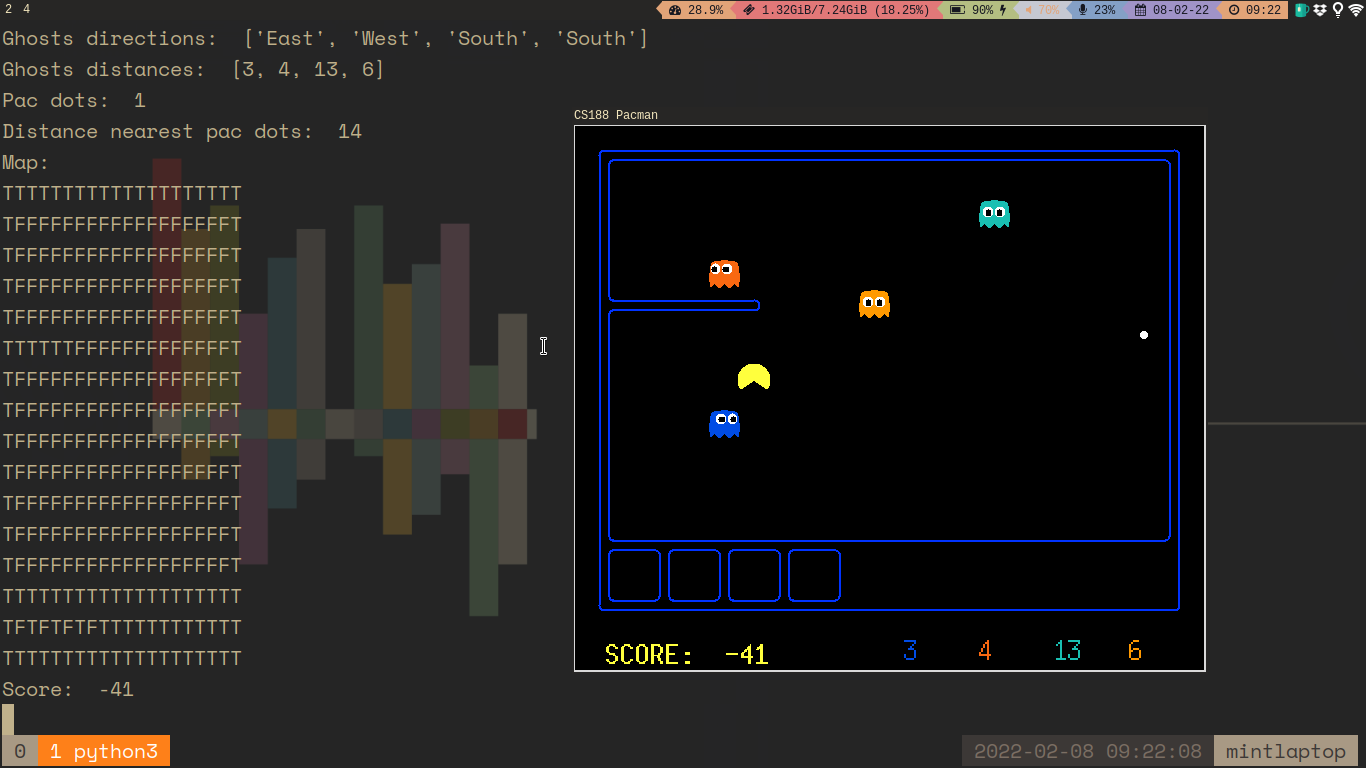 2 4
28.9% 1.32GiB/7.24GiB (18.25%) 90% 70% 23% 08-02-22 09:22
Ghosts directions:  ['East', 'West', 'South', 'South']
Ghosts distances:  [3, 4, 13, 6]
Pac dots:  1
Distance nearest pac dots:  14
Map:
TTTTTTTTTTTTTTTTTTTT
TFFFFFFFFFFFFFFFFFFT
TFFFFFFFFFFFFFFFFFFT
TFFFFFFFFFFFFFFFFFFT
TFFFFFFFFFFFFFFFFFFT
TTTTTTFFFFFFFFFFFFFT
TFFFFFFFFFFFFFFFFFFT
TFFFFFFFFFFFFFFFFFFT
TFFFFFFFFFFFFFFFFFFT
TFFFFFFFFFFFFFFFFFFT
TFFFFFFFFFFFFFFFFFFT
TFFFFFFFFFFFFFFFFFFT
TFFFFFFFFFFFFFFFFFFT
TTTTTTTTTTTTTTTTTTTT
TFTFTFTFTTTTTTTTTTTT
TTTTTTTTTTTTTTTTTTTT
Score:  -41
CS188 Pacman
SCORE:  -41 3 4 13 6
0 1 python3
2022-02-08 09:22:08 mintlaptop